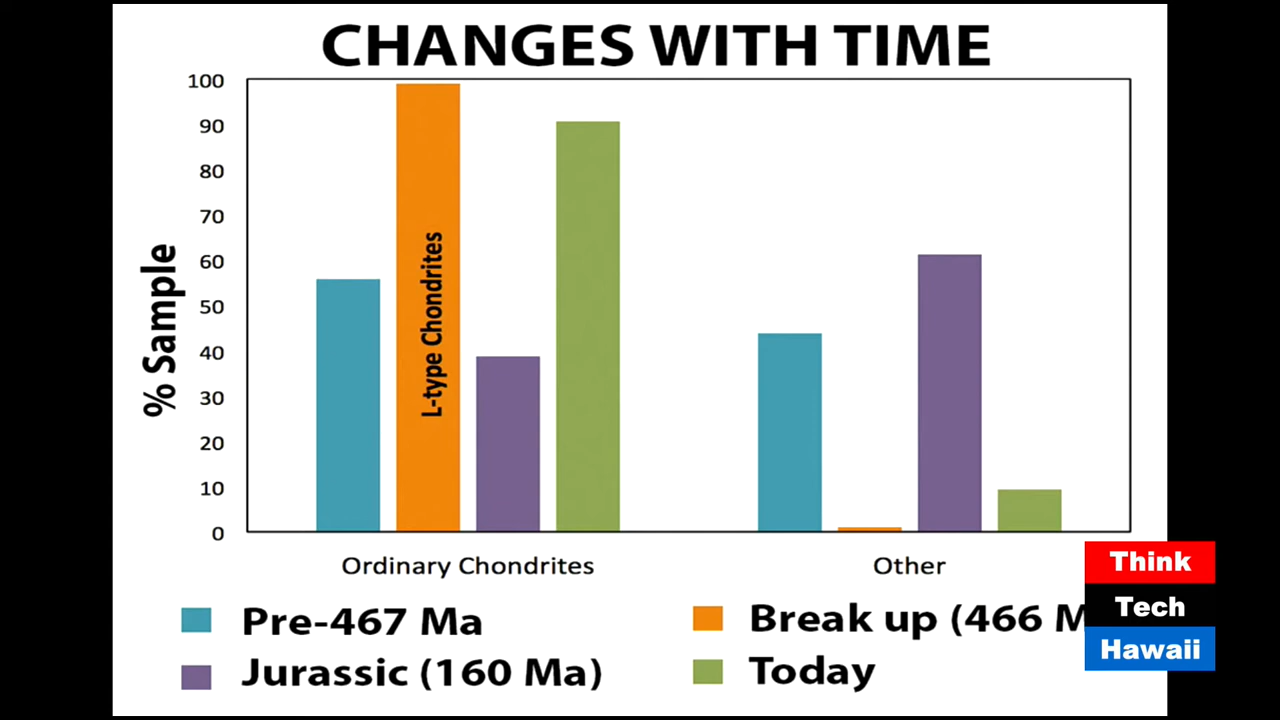 CHANGES WITH TIME
100
90
80
70
60
50
40
30
20
10
0
% Sample
L-type Chondrites
Ordinary Chondrites
Other
Pre-467 Ma
Break up (466 M
Jurassic (160 Ma)
Today
Think
Tech
Hawaii